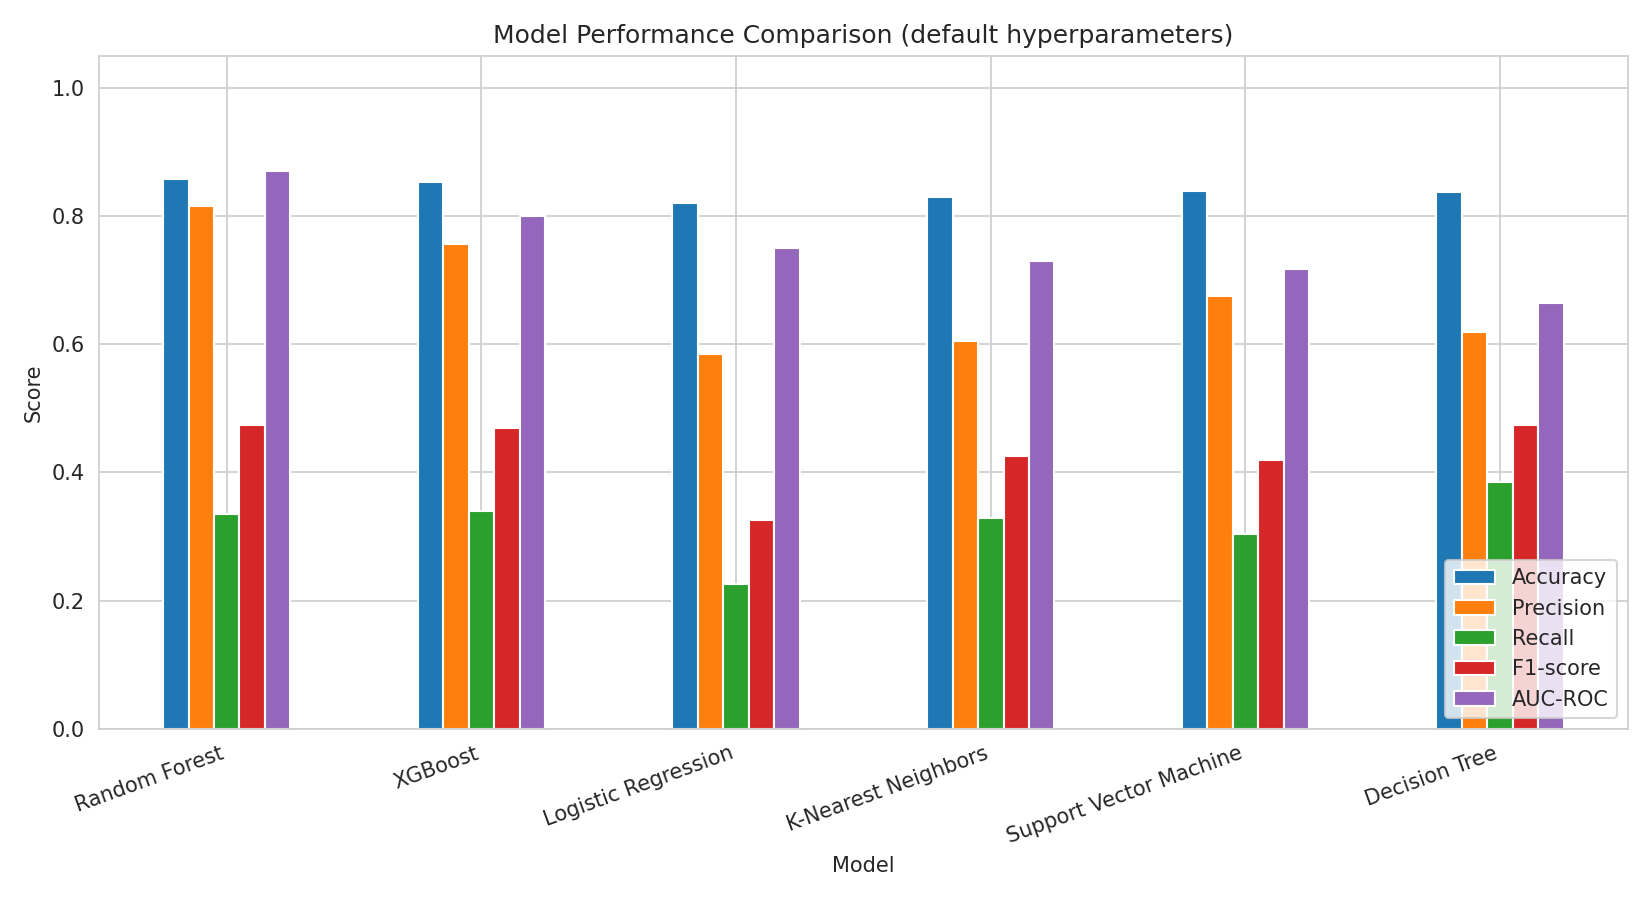 Model Performance Comparison (default hyperparameters)
1.0
0.8
0.6
0.4
0.2
0.0
Score
Accuracy
Precision
Recall
F1-score
AUC-ROC
Random Forest
XGBoost
Logistic Regression
K-Nearest Neighbors
Support Vector Machine
Decision Tree
Model